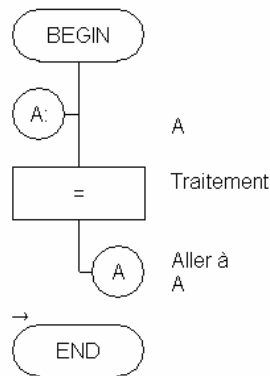 BEGIN
A:
A
=
Traitement
A
Aller à
A
→
END